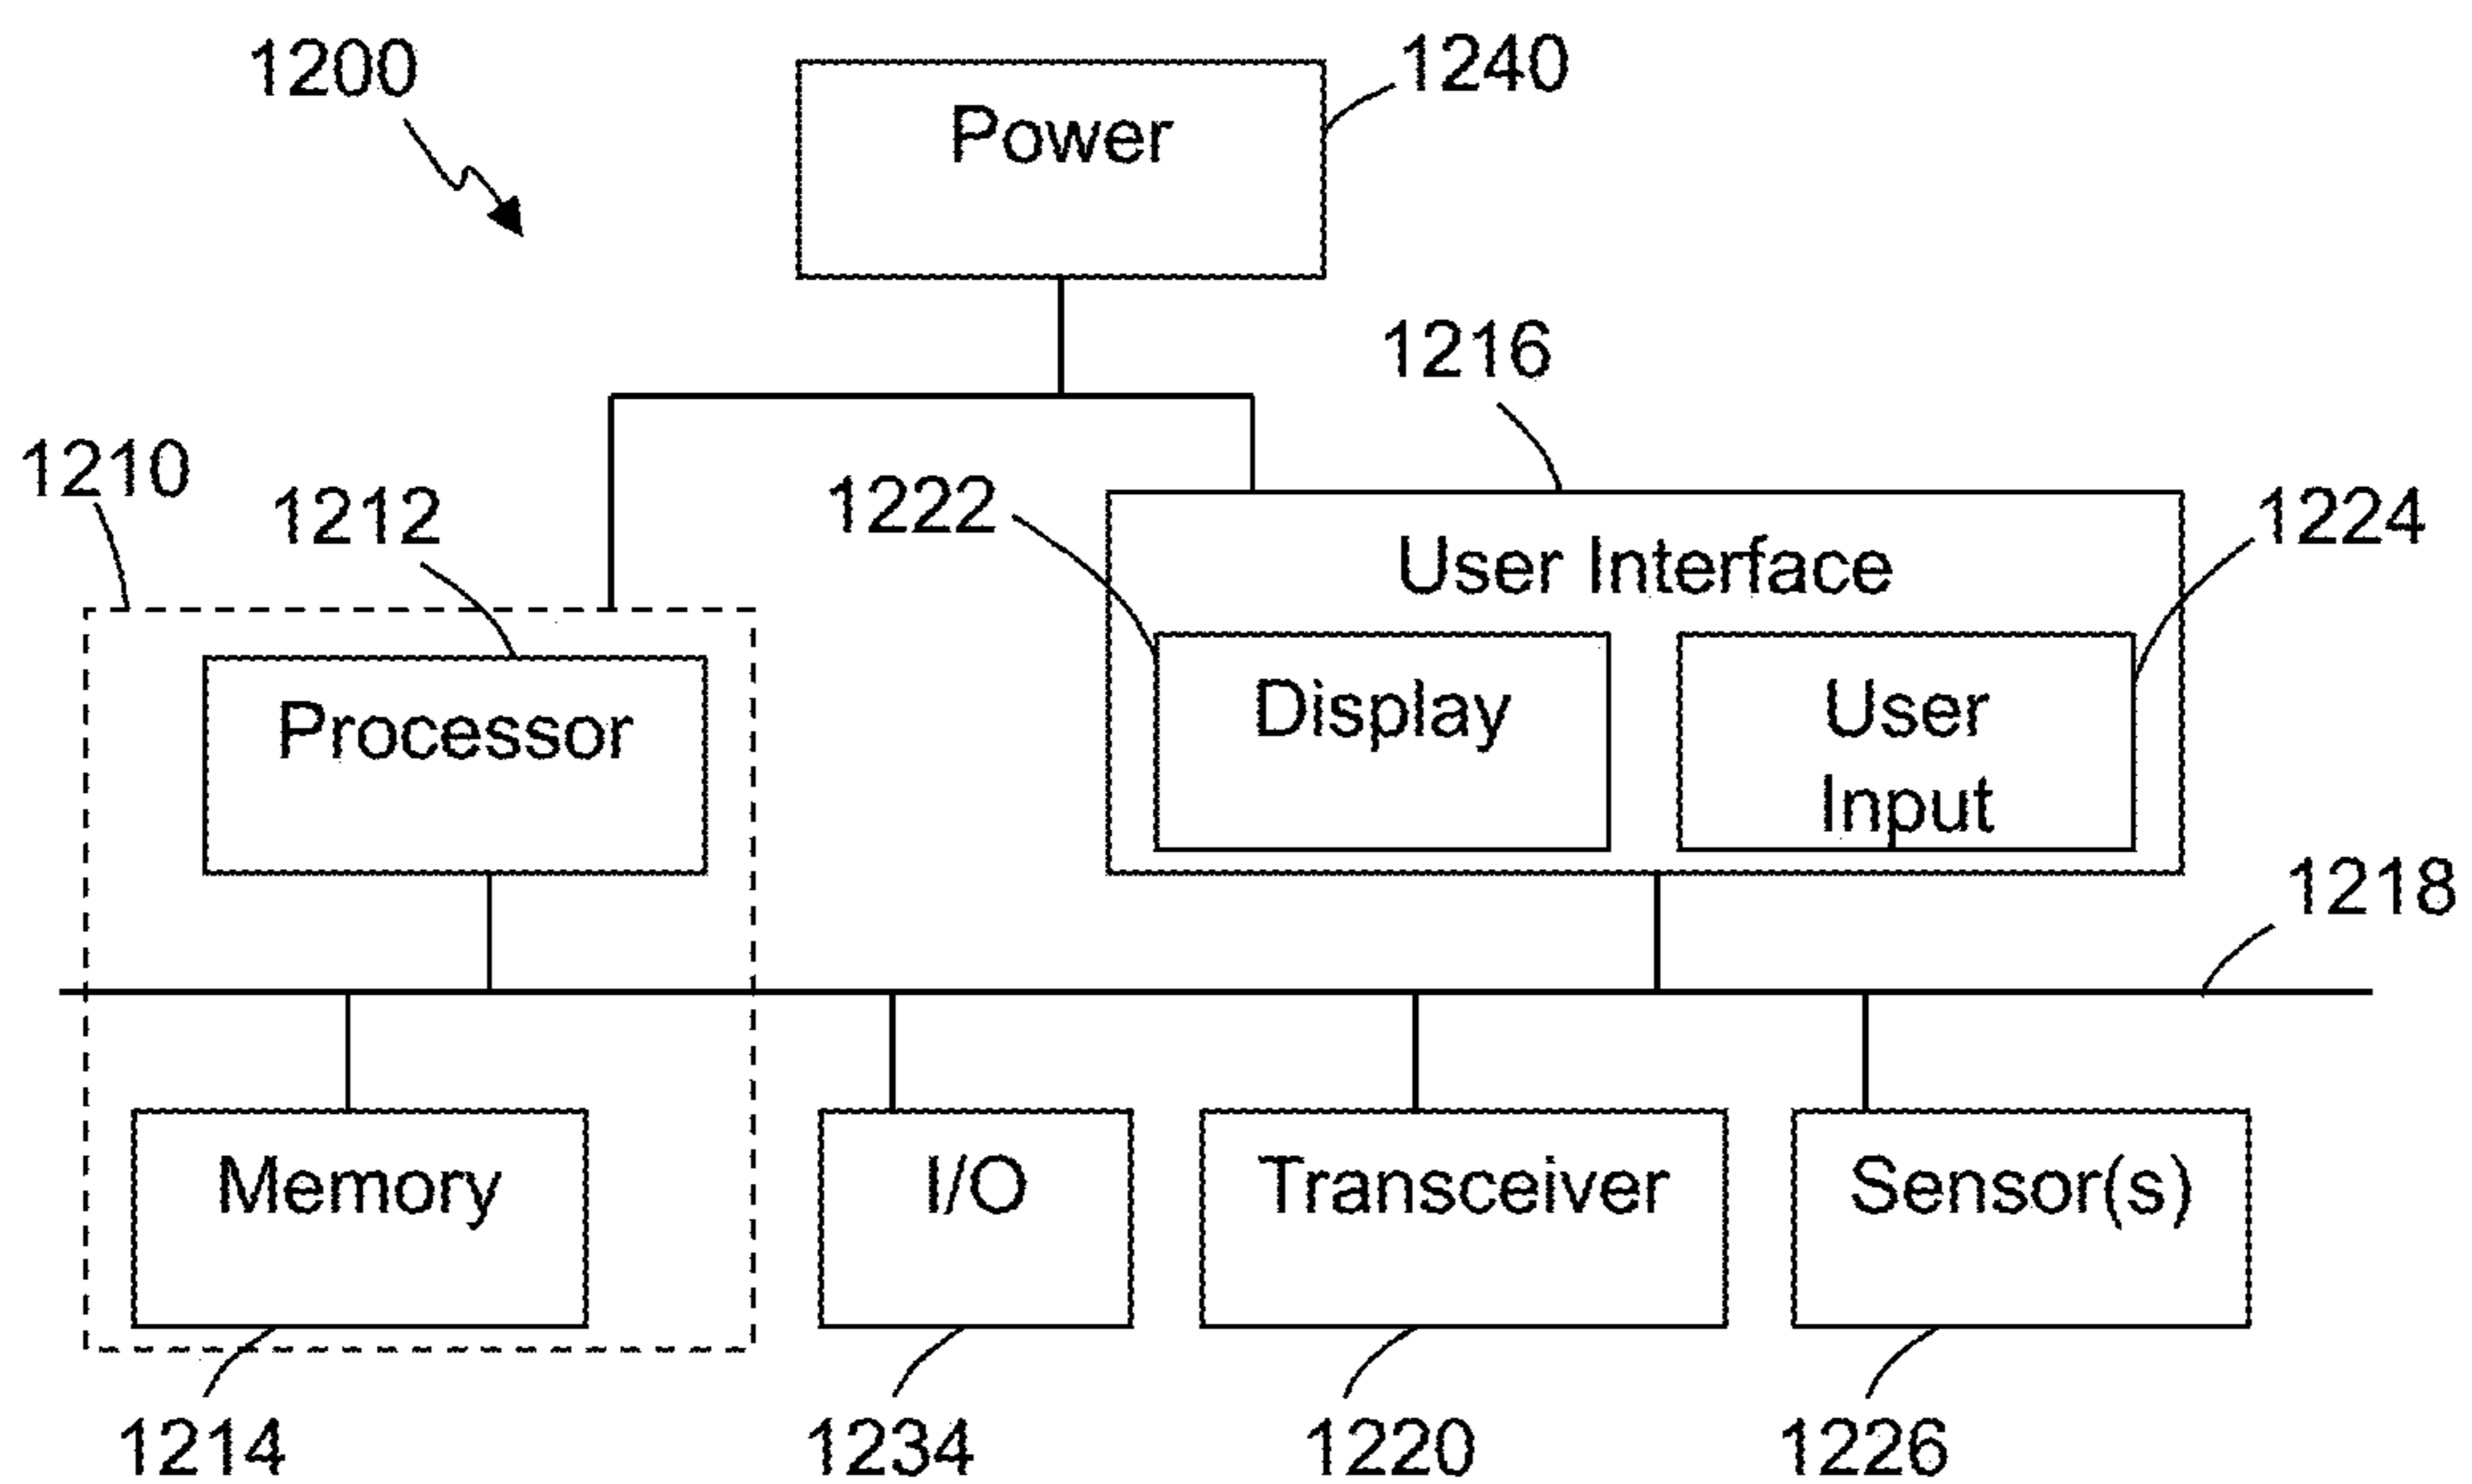 1200
Power
1240
1216
1210
1212
1222
1224
User Interface
Processor
Display
User
Input
1218
Memory
I/O
Transceiver
Sensor(s)
1214
1234
1220
1226